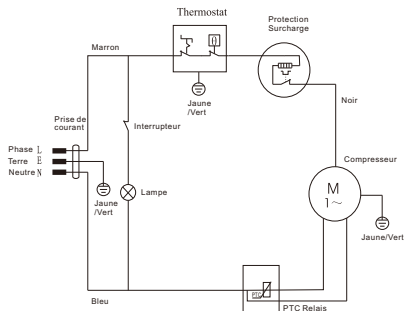 Thermostat
Protection
Surcharge
Marron
Jaune
/Vert
Noir
Prise de
courant
Interrupteur
Phase L
Terre E
Neutre N
Compresseur
Lampe
M
1~
Jaune
/Vert
Jaune/Vert
PTC
Bleu
PTC Relais